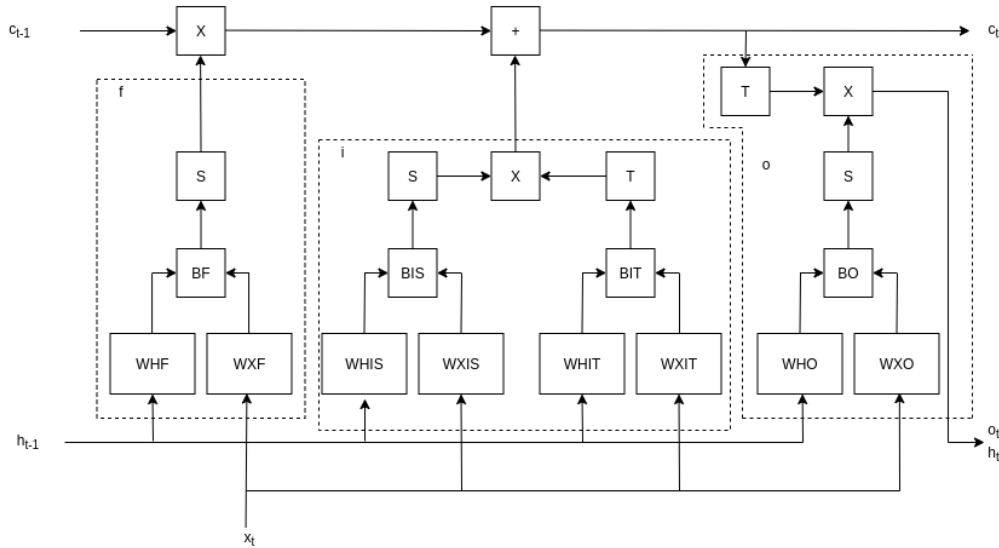 c_{t-1} X + c_t
f T X
i o
S S X T S
BF BIS BIT BO
WHF WXF WHIS WXIS WHIT WXIT WHO WXO
h_{t-1} o_t
h_t
x_t